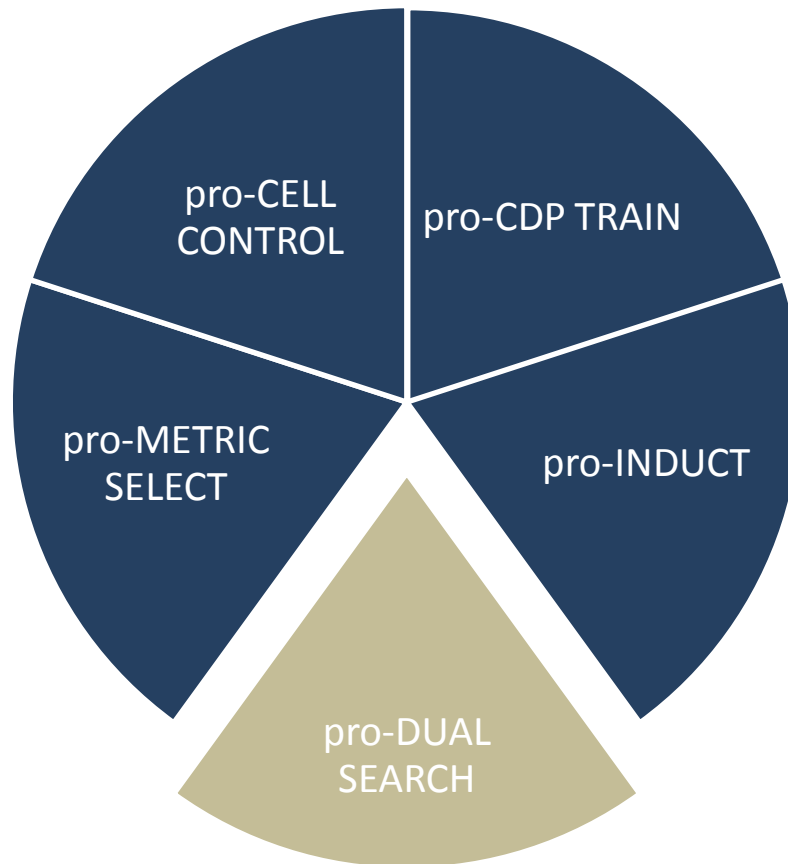 pro-CELL
CONTROL
pro-CDP TRAIN
pro-METRIC
SELECT
pro-INDUCT
pro-DUAL
SEARCH